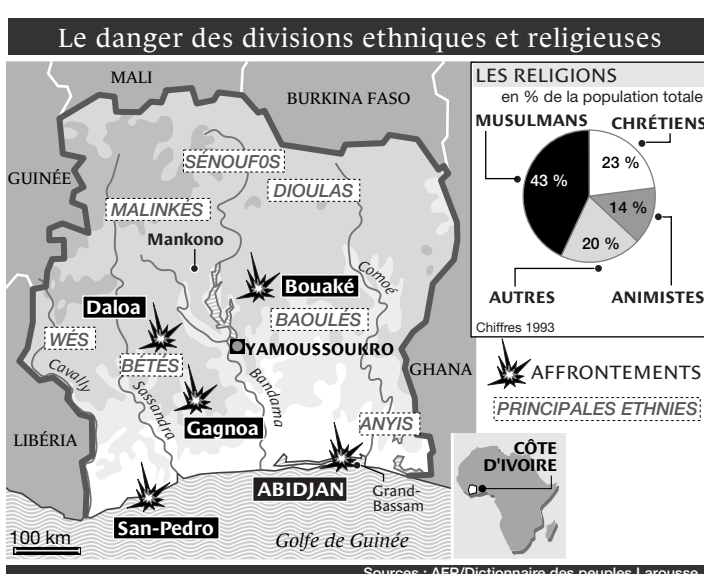 Le danger des divisions ethniques et religieuses
MALI
BURKINA FASO
GUINÉE
SÉNOUF0S
DIOULAS
MALINKÉS
Mankono
Bouaké
Comoé
Daloa
BAOULÉS
WÉS
YAMOUSSOUKRO
BÉTÉS
Cavally
Sassandra
Bandama
GHANA
Gagnoa
ANYIS
LIBÉRIA
ABIDJAN
Grand-
Bassam
San-Pedro
Golfe de Guinée
100 km
LES RELIGIONS
en % de la population totale
MUSULMANS
CHRÉTIENS
43 %
23 %
14 %
20 %
AUTRES
ANIMISTES
Chiffres 1993
AFFRONTEMENTS
PRINCIPALES ETHNIES
CÔTE
D'IVOIRE
Sources : AFP/Dictionnaire des peuples Larousse